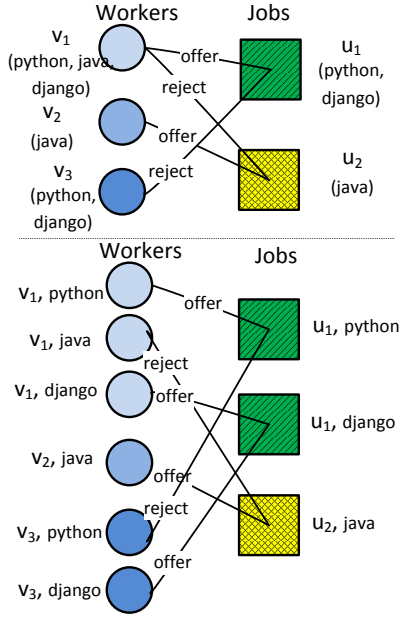 Workers Jobs
v1
(python, java,
django)
offer
u1
(python,
django)
reject
v2
(java)
offer
u2
(java)
v3
(python,
django)
reject
Workers Jobs
v1, python
offer
u1, python
v1, java
reject
v1, django
offer
u1, django
v2, java
offer
u2, java
v3, python
reject
offer
v3, django